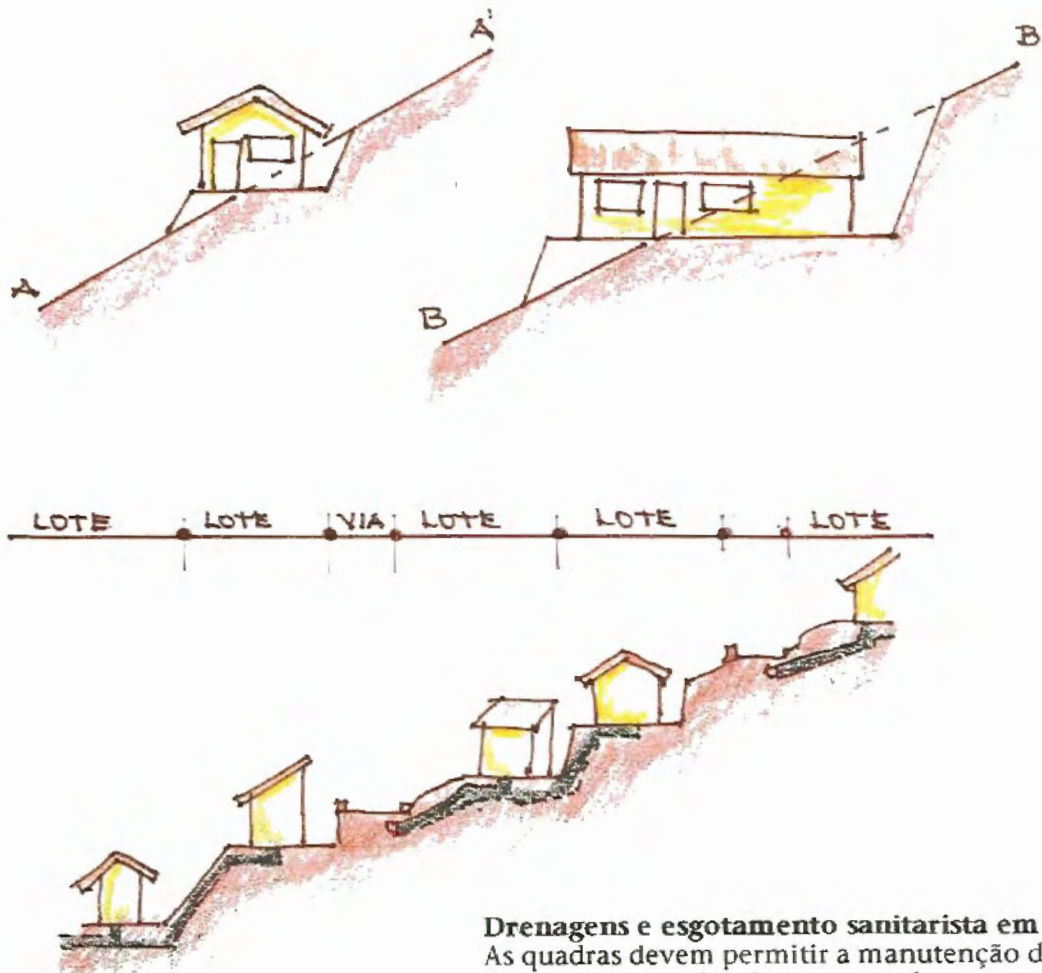 A A'
B B
LOTE LOTE VIA LOTE LOTE LOTE
Drenagens e esgotamento sanitarista em
As quadras devem permitir a manutenção d